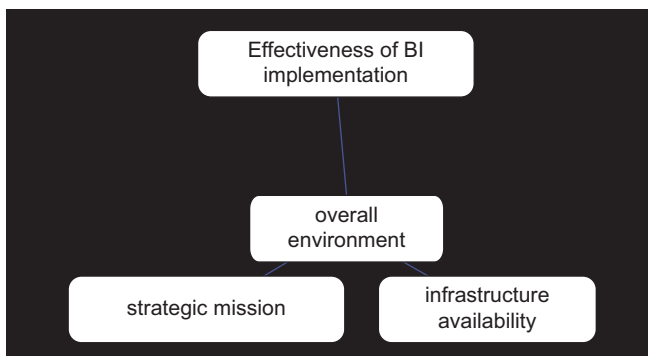 Effectiveness of BI
implementation
overall
environment
strategic mission
infrastructure
availability